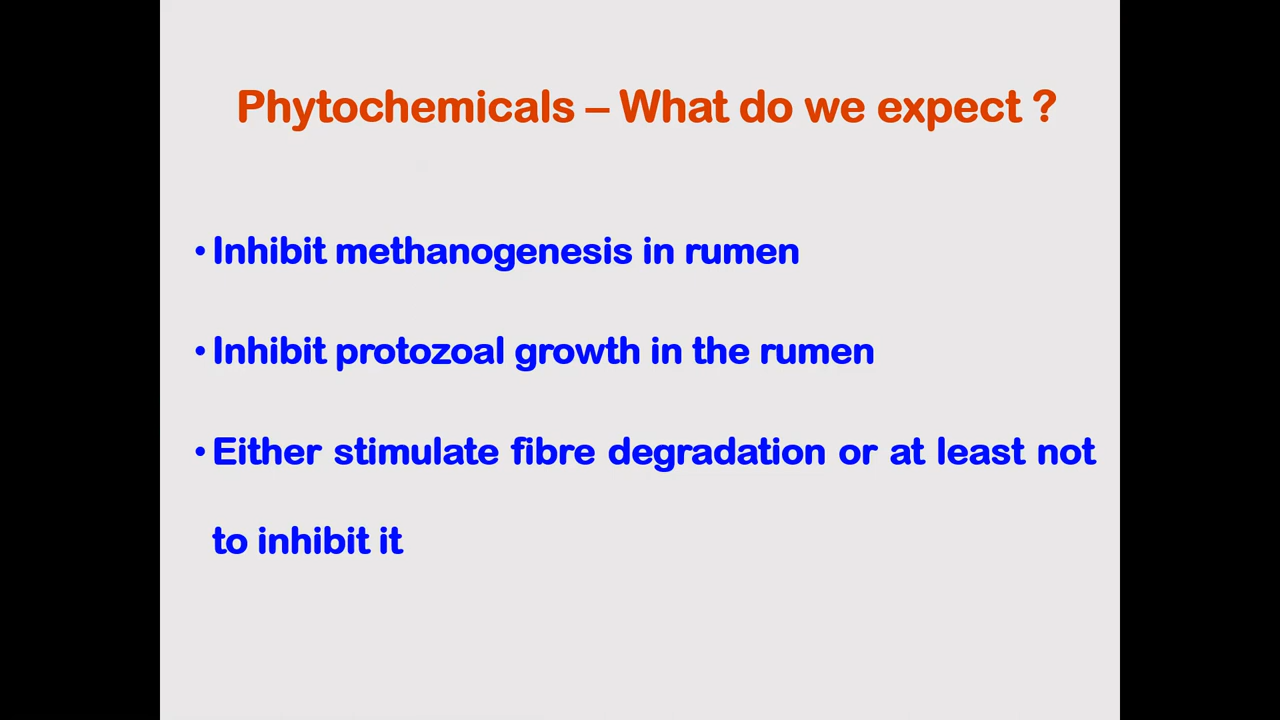 Phytochemicals – What do we expect ?
• Inhibit methanogenesis in rumen
• Inhibit protozoal growth in the rumen
• Either stimulate fibre degradation or at least not
to inhibit it